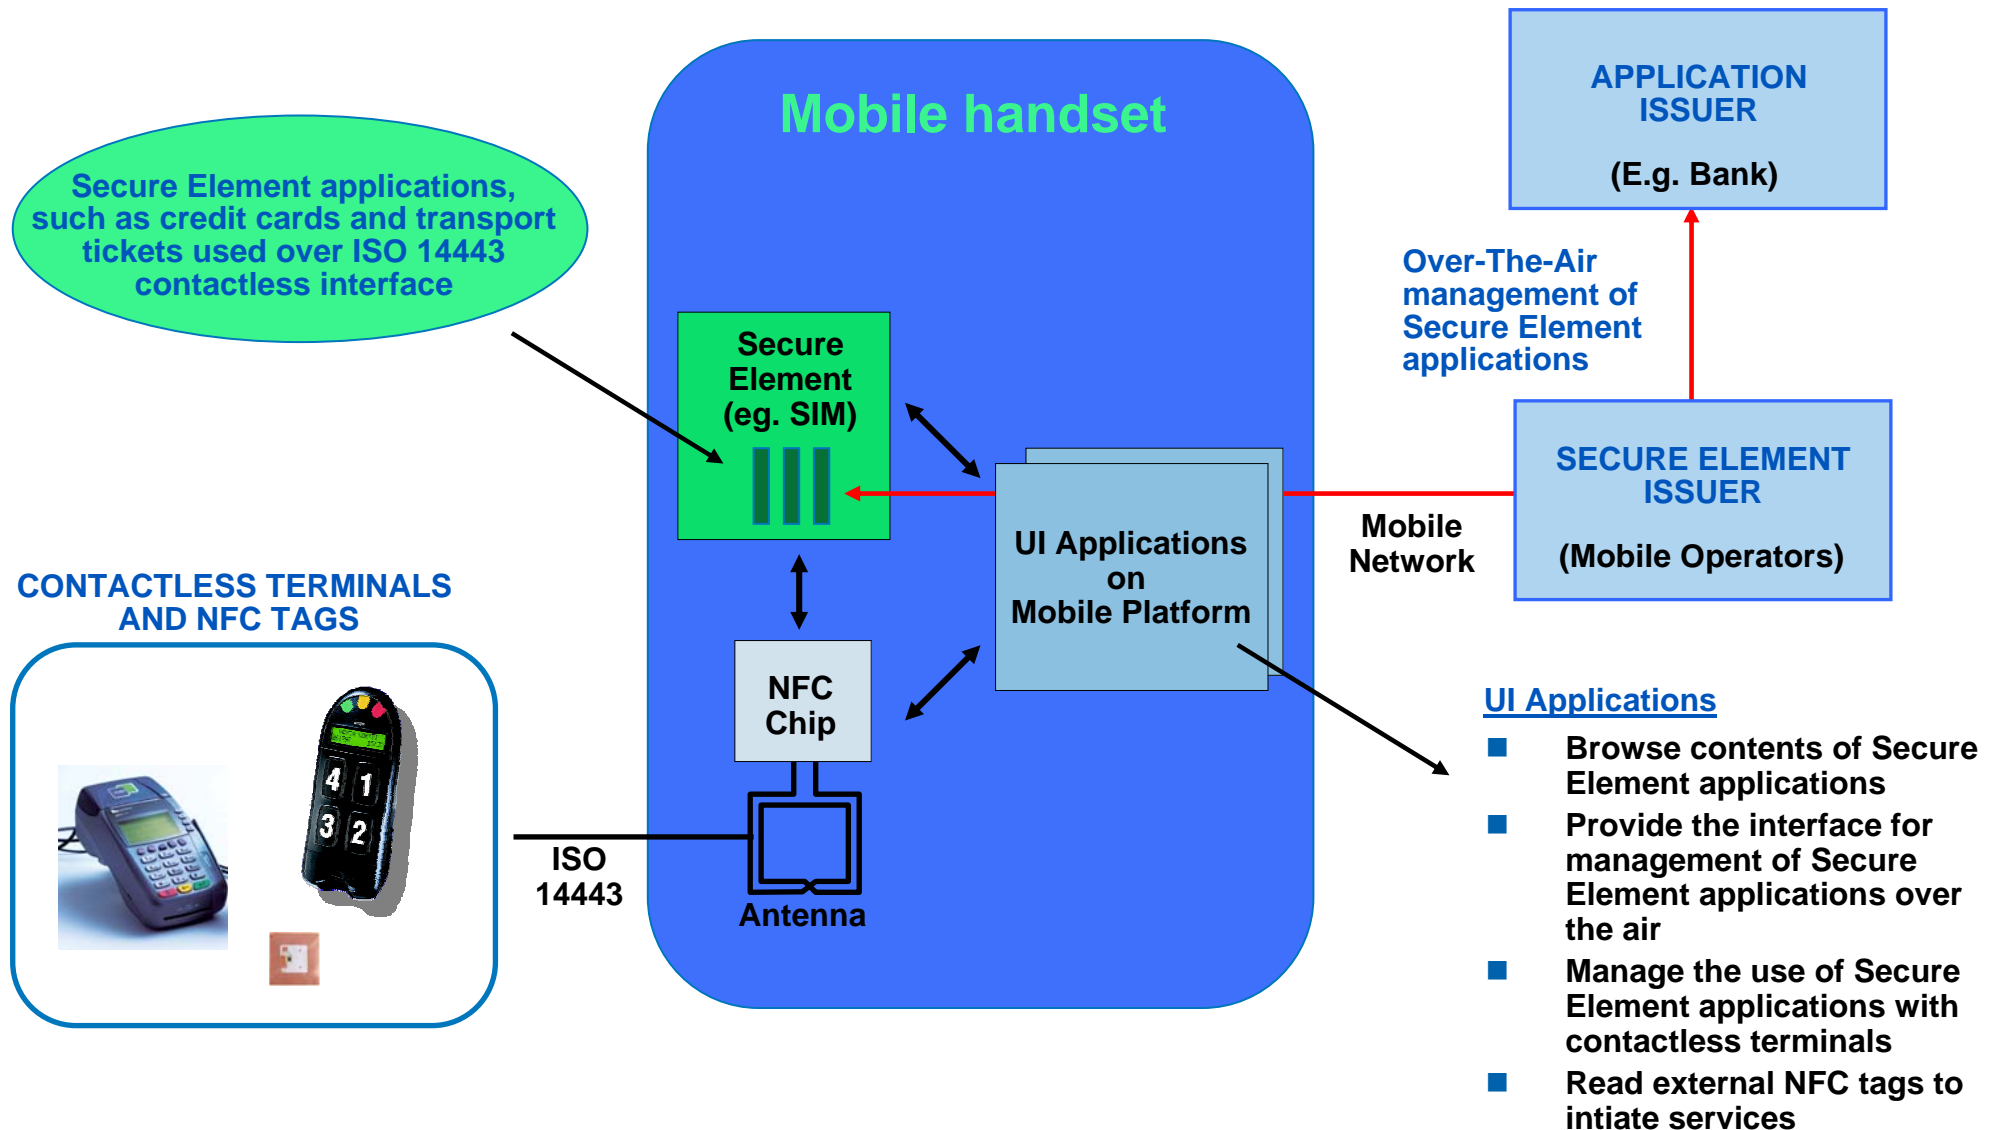 Mobile handset
APPLICATION
ISSUER
(E.g. Bank)
Secure Element applications,
such as credit cards and transport
tickets used over ISO 14443
contactless interface
Over-The-Air
management of
Secure Element
applications
Secure
Element
(eg. SIM)
SECURE ELEMENT
ISSUER
(Mobile Operators)
Mobile
Network
UI Applications
on
Mobile Platform
CONTACTLESS TERMINALS
AND NFC TAGS
NFC
Chip
4 1
3 2
ISO
14443
Antenna
UI Applications
Browse contents of Secure
Element applications
Provide the interface for
management of Secure
Element applications over
the air
Manage the use of Secure
Element applications with
contactless terminals
Read external NFC tags to
intiate services